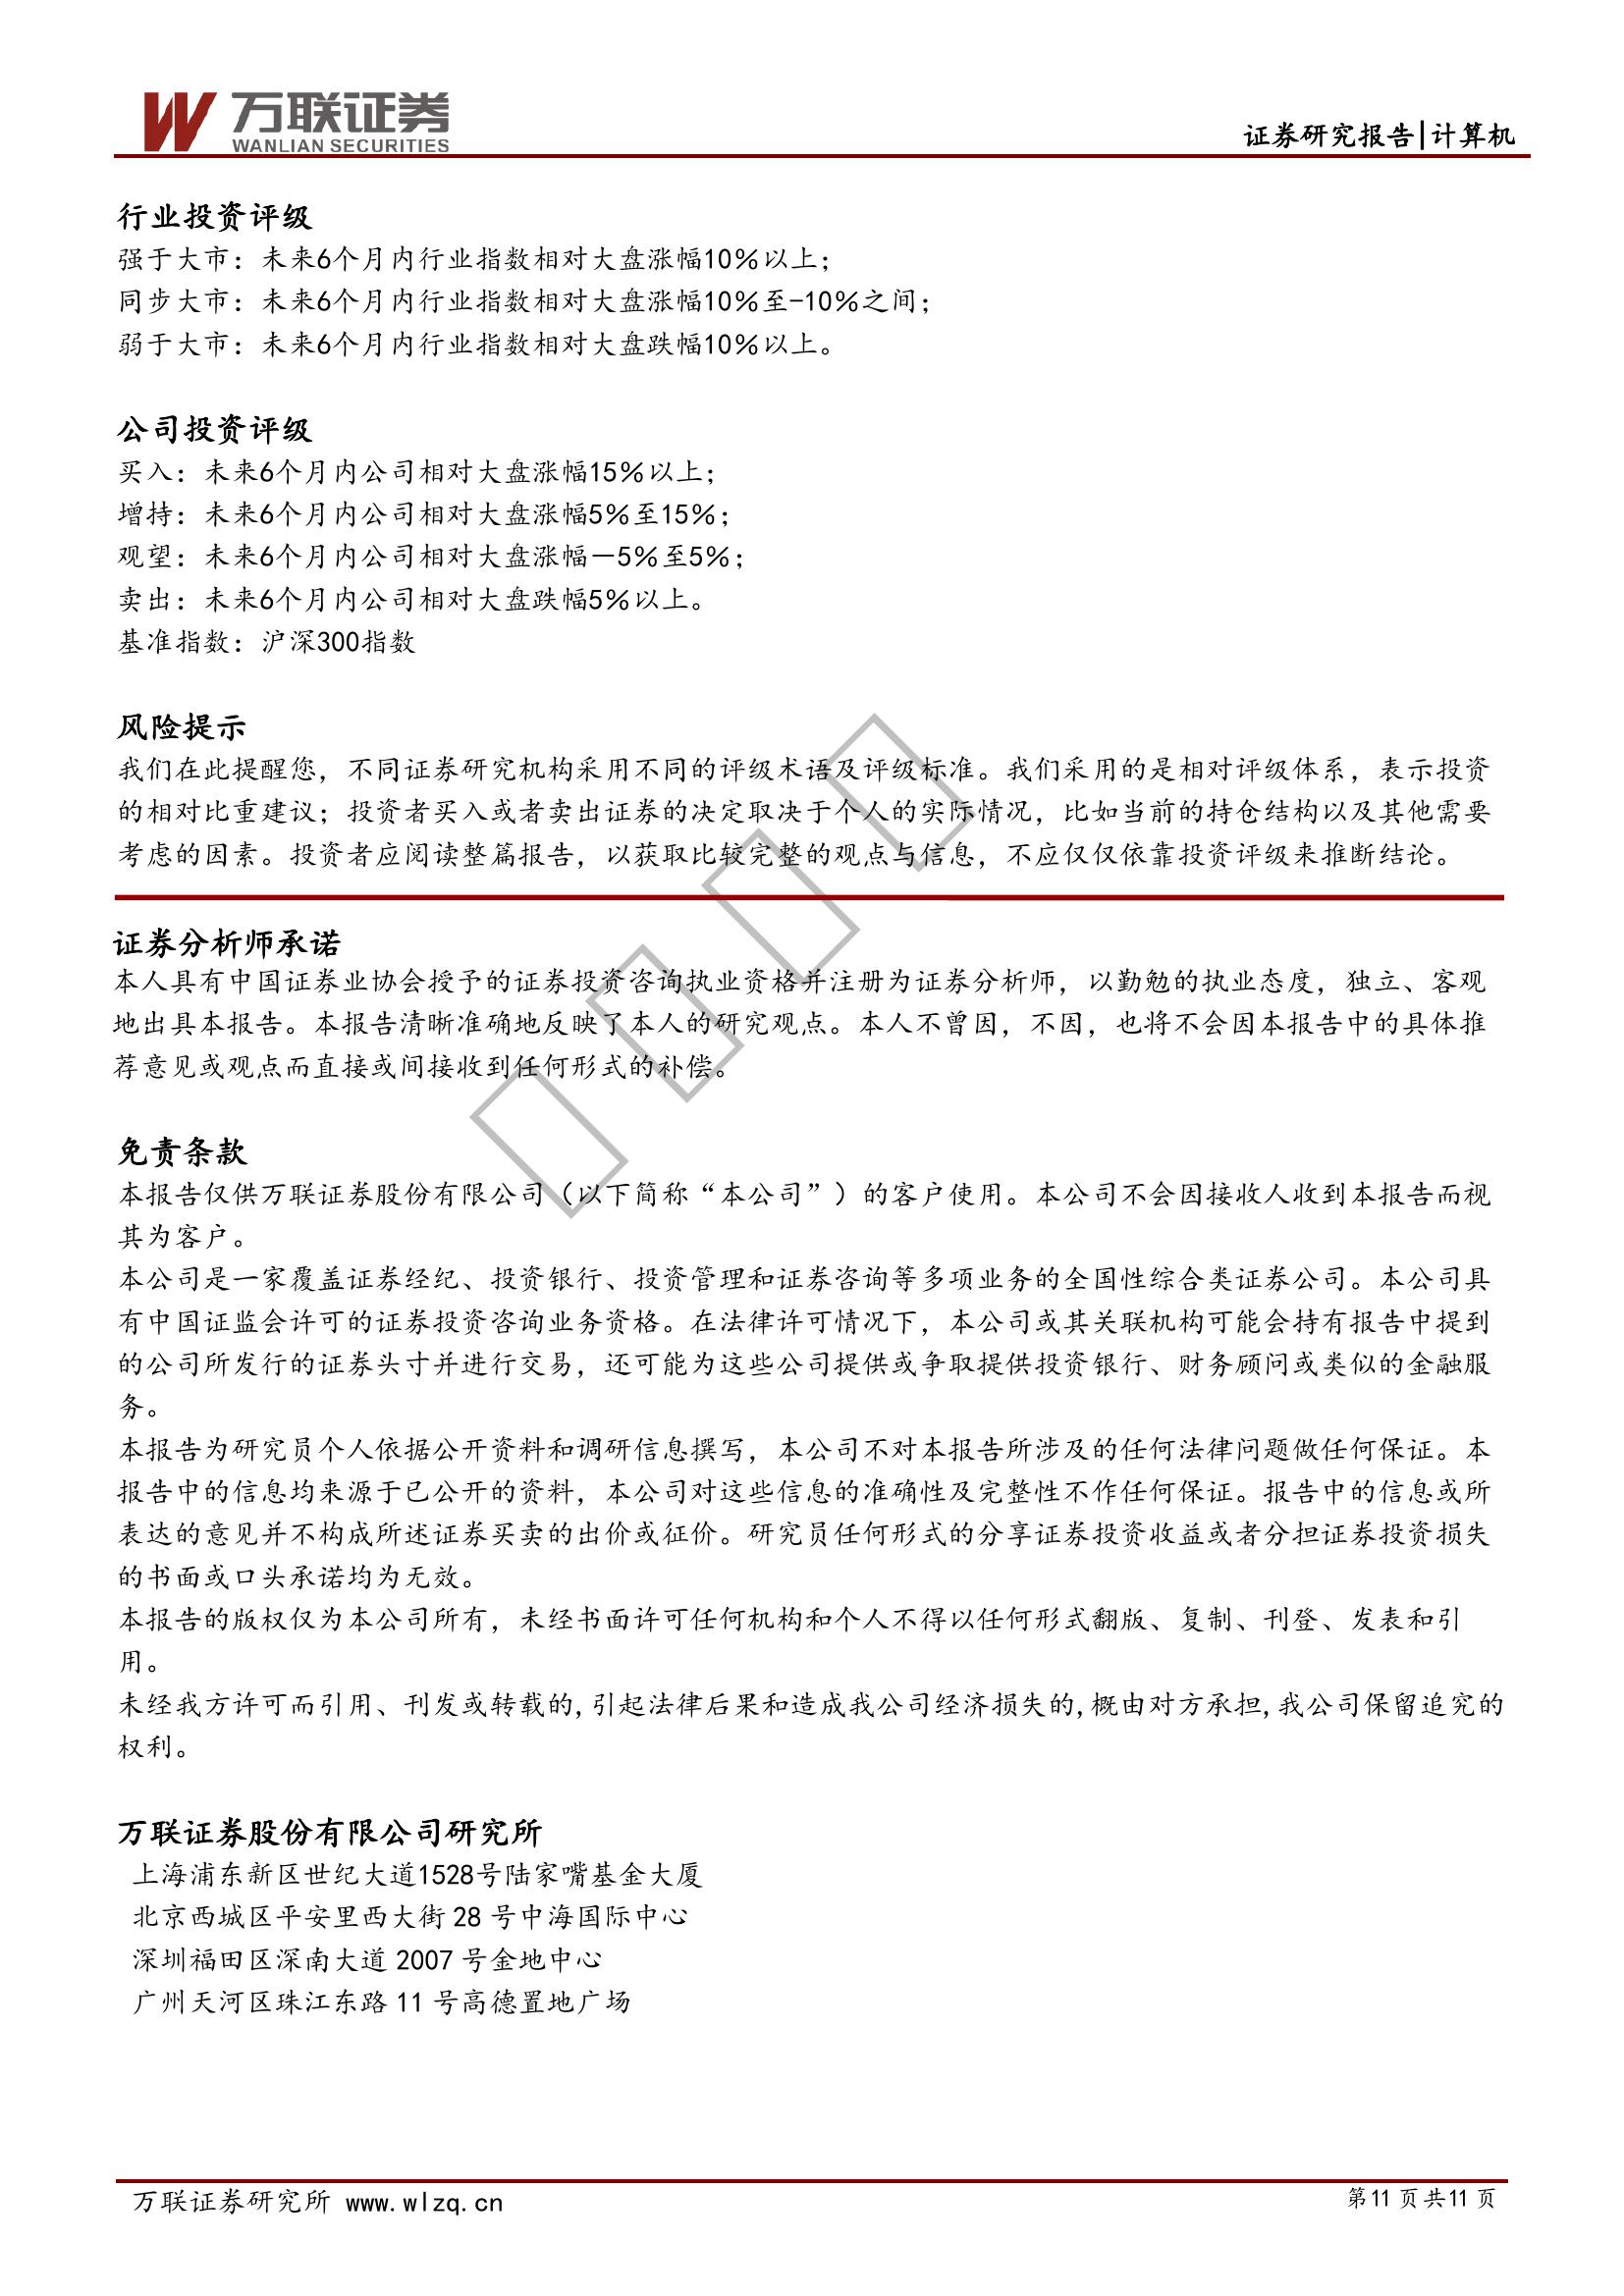 万联证券
WANLIAN SECURITIES
证券研究报告|计算机
行业投资评级
强于大市：未来6个月内行业指数相对大盘涨幅10％以上；
同步大市：未来6个月内行业指数相对大盘涨幅10％至-10％之间；
弱于大市：未来6个月内行业指数相对大盘跌幅10％以上。
公司投资评级
买入：未来6个月内公司相对大盘涨幅15％以上；
增持：未来6个月内公司相对大盘涨幅5％至15％；
观望：未来6个月内公司相对大盘涨幅－5％至5％；
卖出：未来6个月内公司相对大盘跌幅5％以上。
基准指数：沪深300指数
风险提示
我们在此提醒您，不同证券研究机构采用不同的评级术语及评级标准。我们采用的是相对评级体系，表示投资
的相对比重建议；投资者买入或者卖出证券的决定取决于个人的实际情况，比如当前的持仓结构以及其他需要
考虑的因素。投资者应阅读整篇报告，以获取比较完整的观点与信息，不应仅仅依靠投资评级来推断结论。
证券分析师承诺
本人具有中国证券业协会授予的证券投资咨询执业资格并注册为证券分析师，以勤勉的执业态度，独立、客观
地出具本报告。本报告清晰准确地反映了本人的研究观点。本人不曾因，不因，也将不会因本报告中的具体推
荐意见或观点而直接或间接收到任何形式的补偿。
免责条款
本报告仅供万联证券股份有限公司（以下简称“本公司”）的客户使用。本公司不会因接收人收到本报告而视
其为客户。
本公司是一家覆盖证券经纪、投资银行、投资管理和证券咨询等多项业务的全国性综合类证券公司。本公司具
有中国证监会许可的证券投资咨询业务资格。在法律许可情况下，本公司或其关联机构可能会持有报告中提到
的公司所发行的证券头寸并进行交易，还可能为这些公司提供或争取提供投资银行、财务顾问或类似的金融服
务。
本报告为研究员个人依据公开资料和调研信息撰写，本公司不对本报告所涉及的任何法律问题做任何保证。本
报告中的信息均来源于已公开的资料，本公司对这些信息的准确性及完整性不作任何保证。报告中的信息或所
表达的意见并不构成所述证券买卖的出价或征价。研究员任何形式的分享证券投资收益或者分担证券投资损失
的书面或口头承诺均为无效。
本报告的版权仅为本公司所有，未经书面许可任何机构和个人不得以任何形式翻版、复制、刊登、发表和引
用。
未经我方许可而引用、刊发或转载的,引起法律后果和造成我公司经济损失的,概由对方承担,我公司保留追究的
权利。
万联证券股份有限公司研究所
上海浦东新区世纪大道1528号陆家嘴基金大厦
北京西城区平安里西大街 28 号中海国际中心
深圳福田区深南大道 2007 号金地中心
广州天河区珠江东路 11 号高德置地广场
万联证券研究所 www.wlzq.cn
第11 页 共11 页